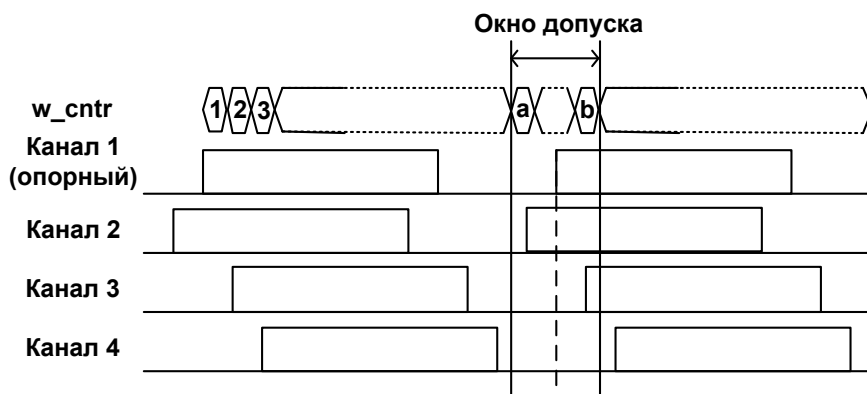 Окно допуска
w_cntr
1 2 3 a b
Канал 1
(опорный)
Канал 2
Канал 3
Канал 4